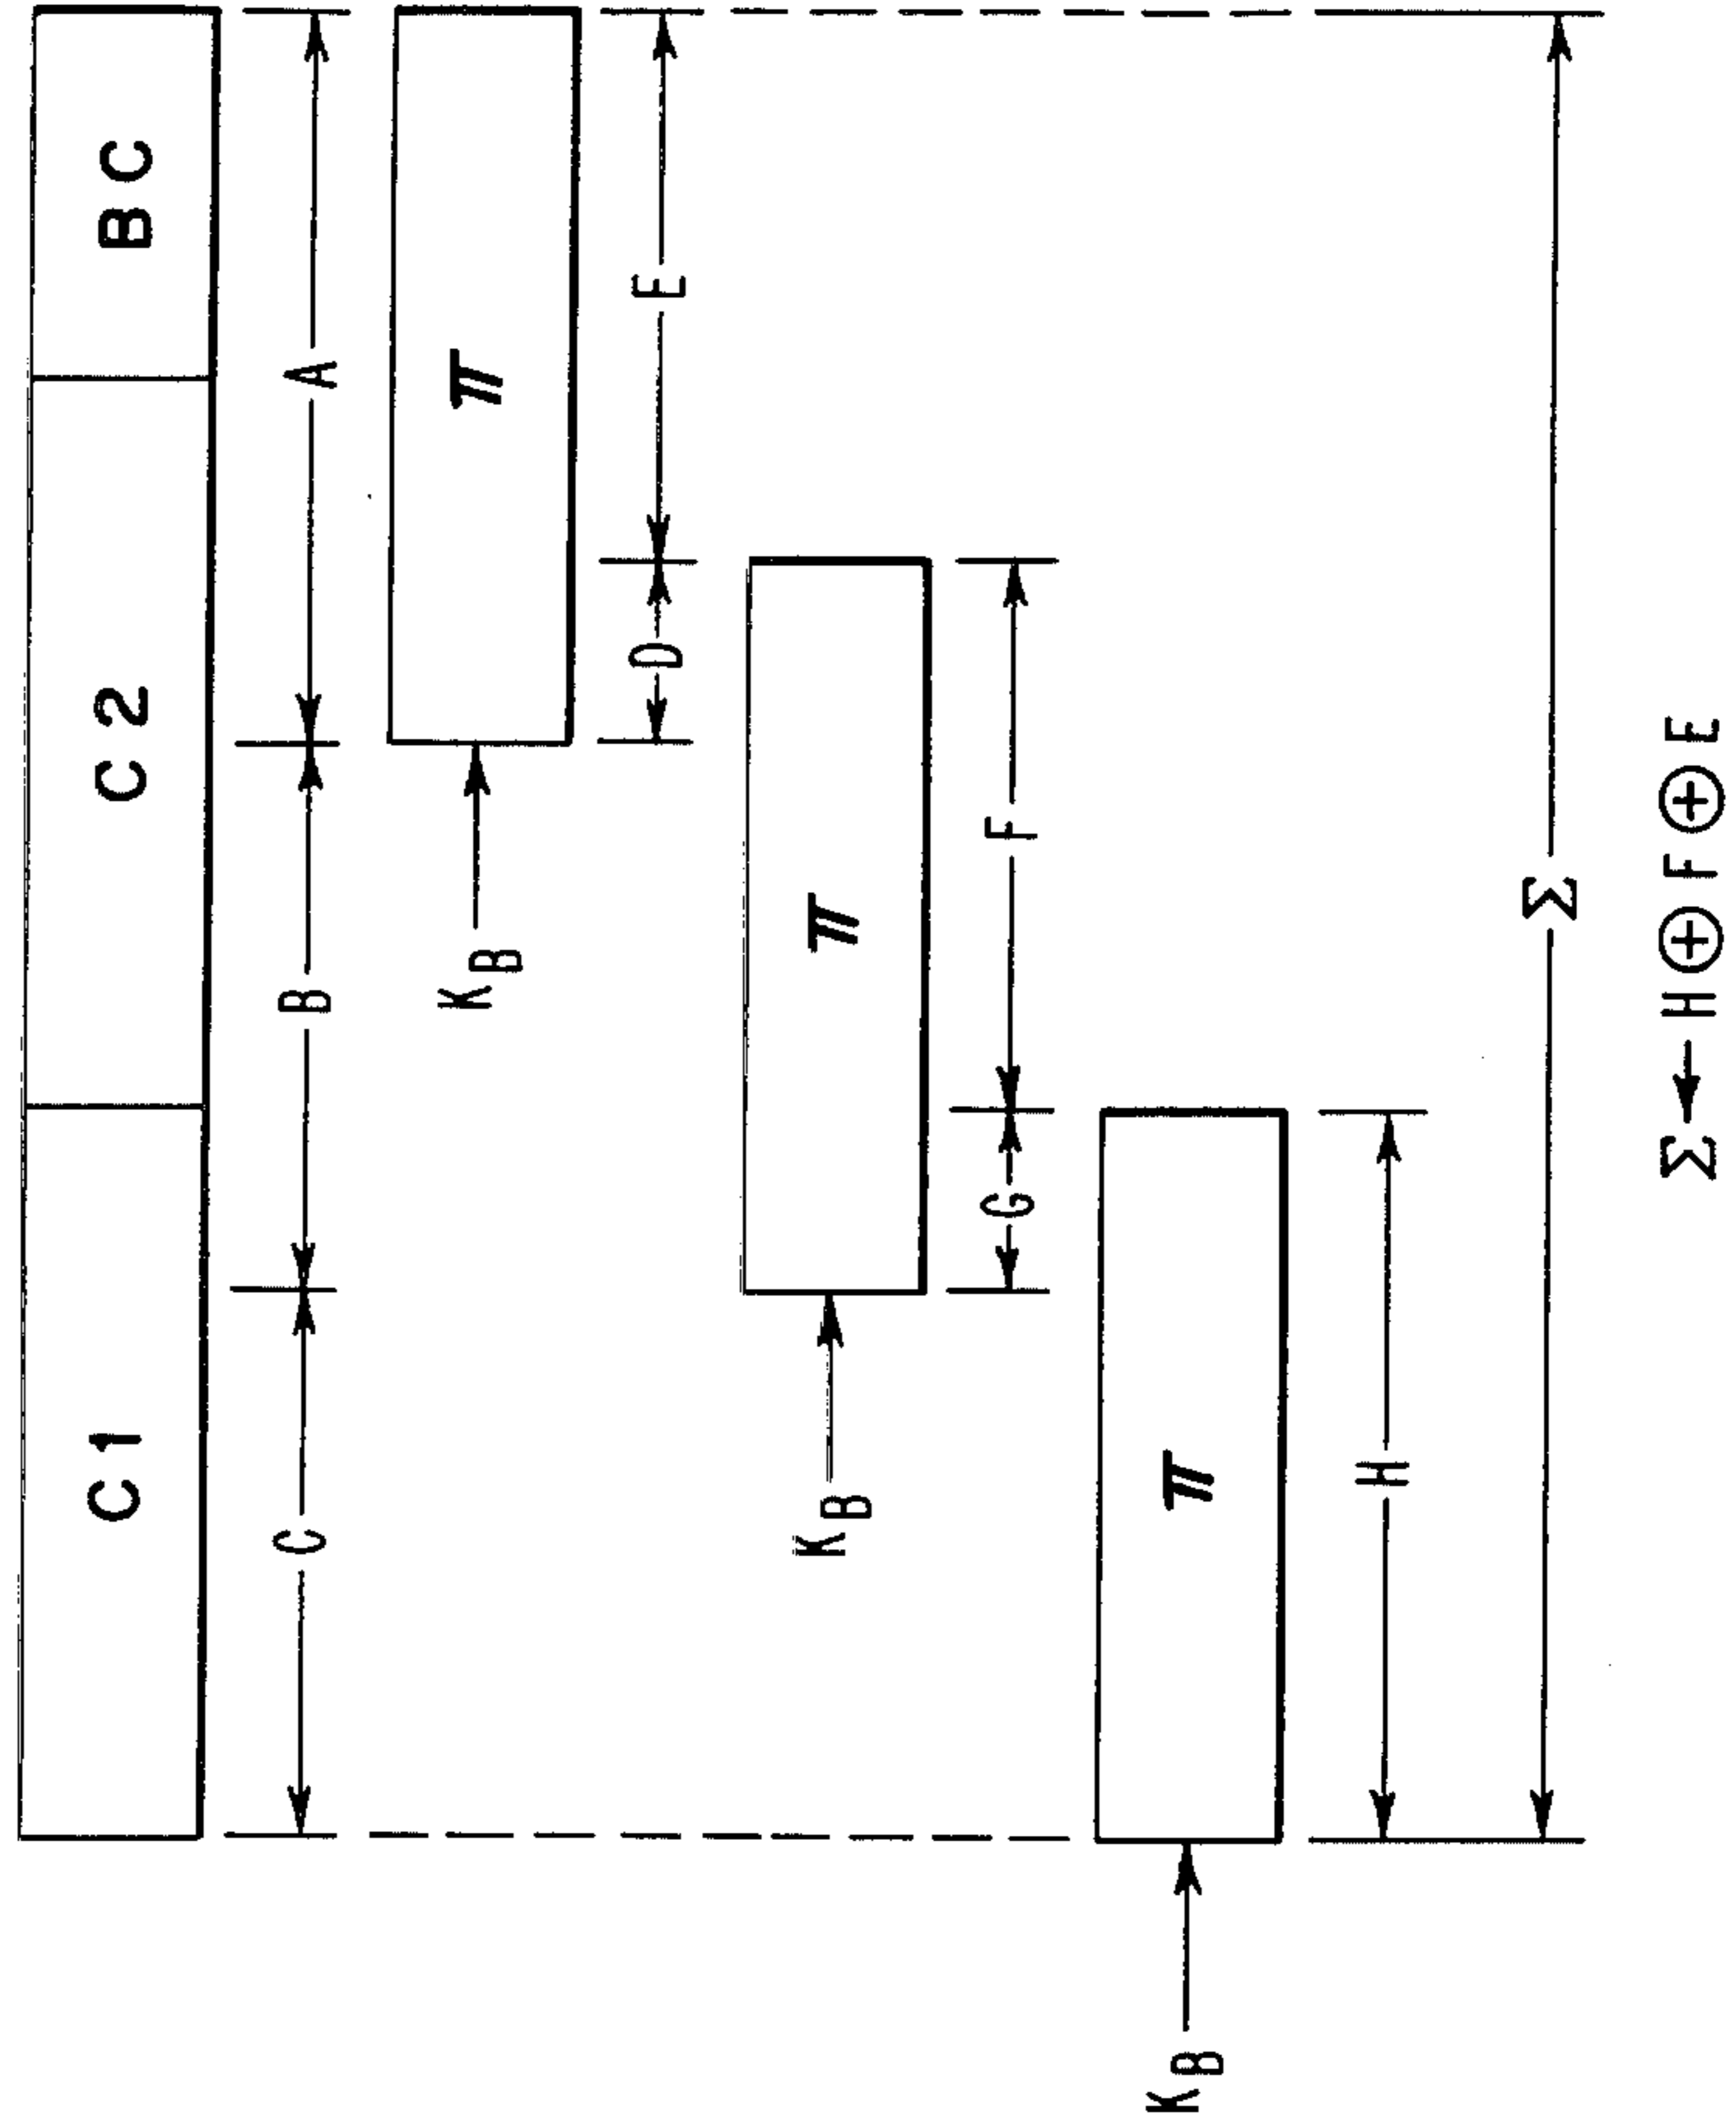 C1 C2 BC
C B A
K_B π
D E
K_B π
G F
K_B π
H
Σ
Σ ← H ⊕ F ⊕ E